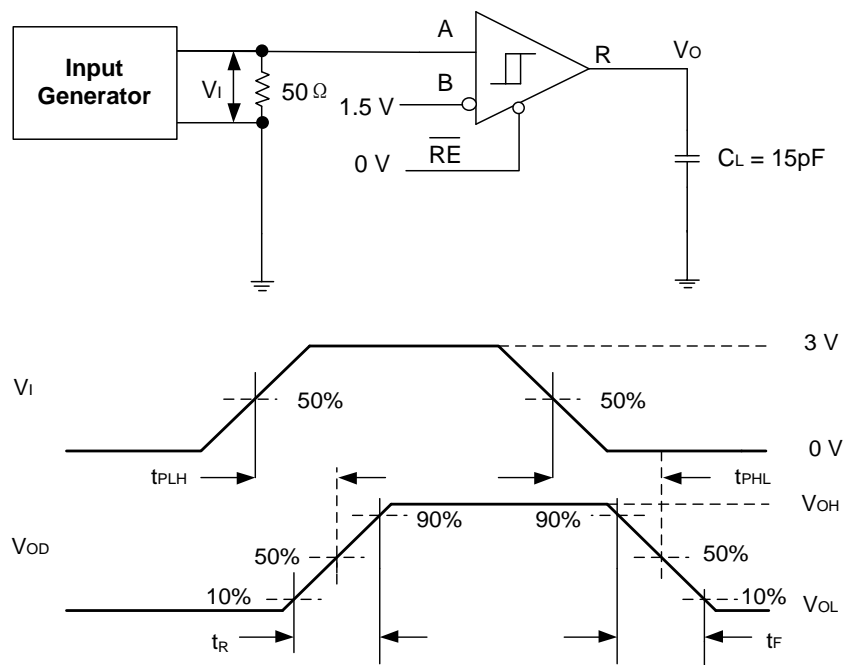 Input
Generator
VI
50 Ω
A
B
1.5 V
0 V
RE
R
VO
CL = 15pF
VI
50%
50%
3 V
0 V
tPLH
tPHL
VOD
50%
10%
90%
90%
50%
10%
VOH
VOL
tR
tF